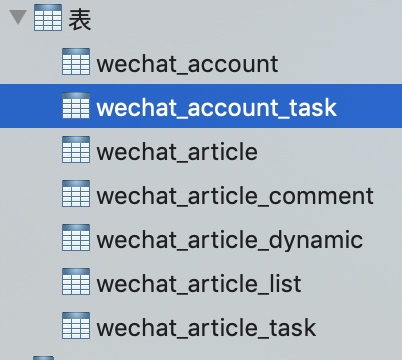 表
wechat_account
wechat_account_task
wechat_article
wechat_article_comment
wechat_article_dynamic
wechat_article_list
wechat_article_task